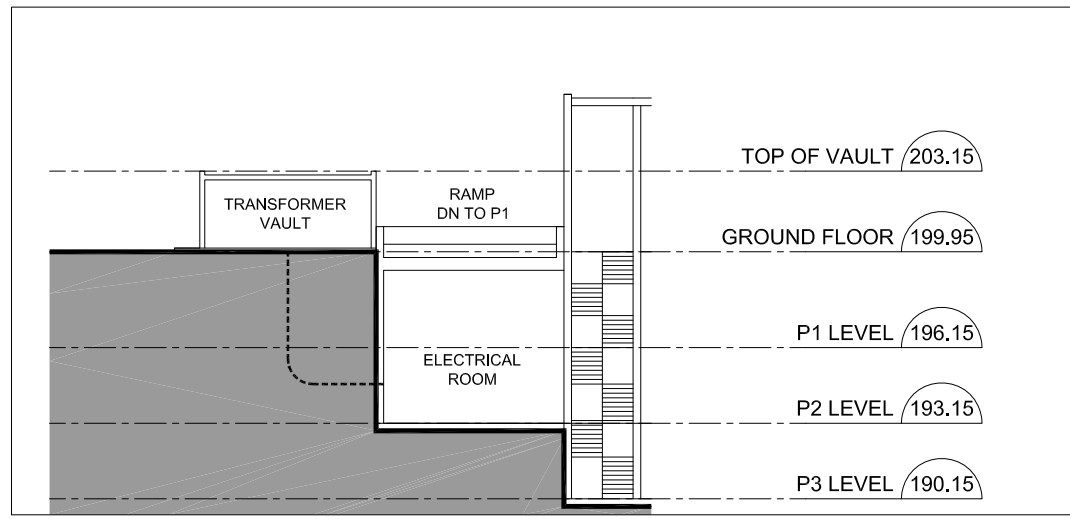 TOP OF VAULT 203.15
TRANSFORMER
VAULT
RAMP
DN TO P1
GROUND FLOOR 199.95
P1 LEVEL 196.15
ELECTRICAL
ROOM
P2 LEVEL 193.15
P3 LEVEL 190.15